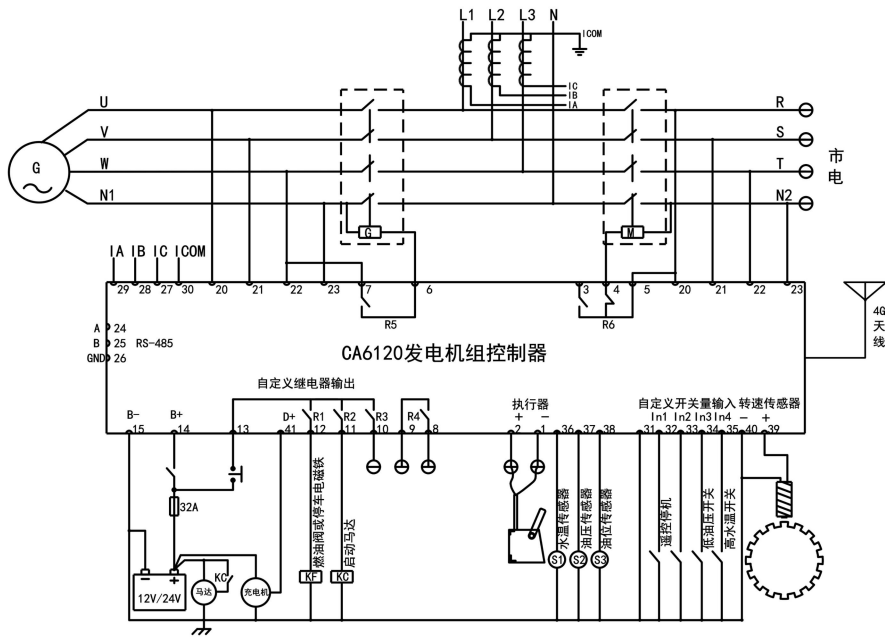 L1 L2 L3 N
ICOM
IC
IB
IA
U
R
V
S
G
W
T
市电
N1
N2
G
M
IA IB IC ICOM
29 28 27 30 20 21 22 23 7 6 3 4 5 20 21 22 23
R5
R6
4G天线
A 24
B 25 RS-485
GND 26
CA6120发电机组控制器
自定义继电器输出
执行器
自定义开关量输入 转速传感器
B- B+ D+ R1 R2 R3 R4 + - In1 In2 In3 In4 - +
15 14 13 41 12 11 10 9 8 2 1 36 37 38 31 32 33 34 35 40 39
32A
燃油阀或停车电磁铁
启动马达
水温传感器
油压传感器
油位传感器
遥控停机
低油压开关
高水温开关
- +
12V/24V
马达
KC
充电机
KF
KC
S1 S2 S3